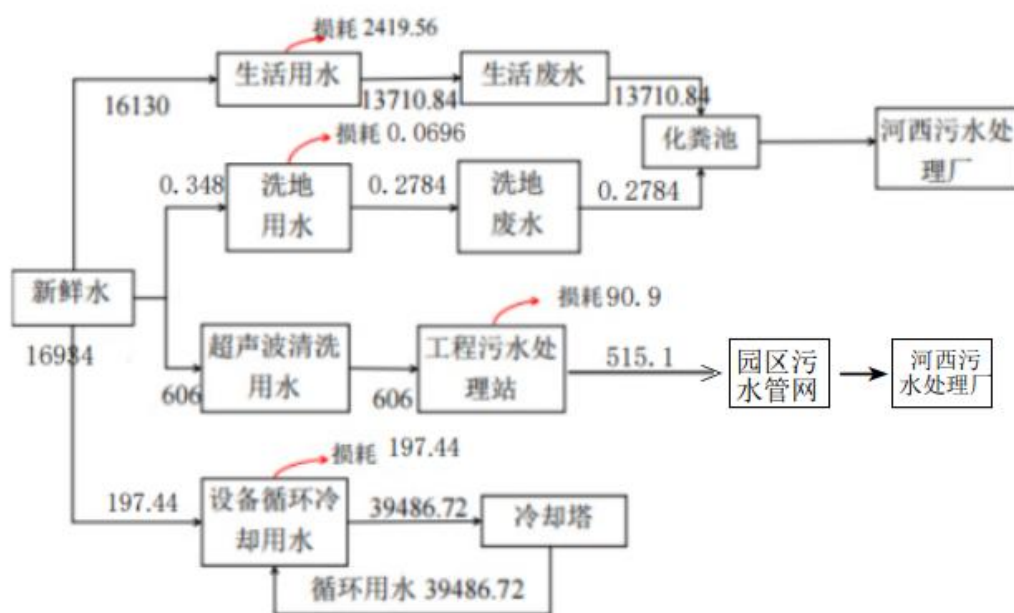 损耗 2419.56
生活用水
生活废水
16130
13710.84
13710.84
化粪池
河西污水处
理厂
损耗 0.0696
0.348
洗地
用水
0.2784
洗地
废水
0.2784
新鲜水
16984
损耗90.9
超声波清洗
用水
606
606
工程污水处
理站
515.1
园区污
水管网
河西污
水处理厂
损耗 197.44
197.44
设备循环冷
却用水
39486.72
冷却塔
循环用水 39486.72